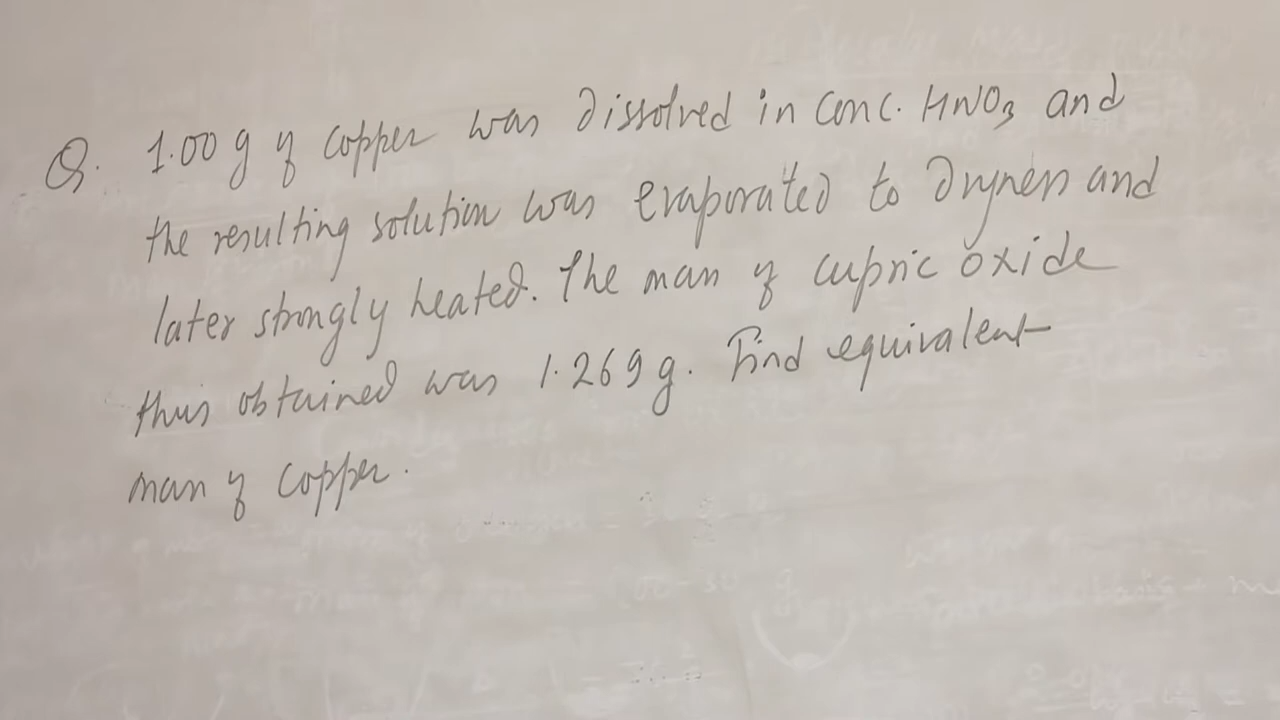 Q. 1.00 g of copper was dissolved in conc. HNO3 and
the resulting solution was evaporated to dryness and
later strongly heated. The mass of cupric oxide
thus obtained was 1.269 g. Find equivalent
mass of copper.